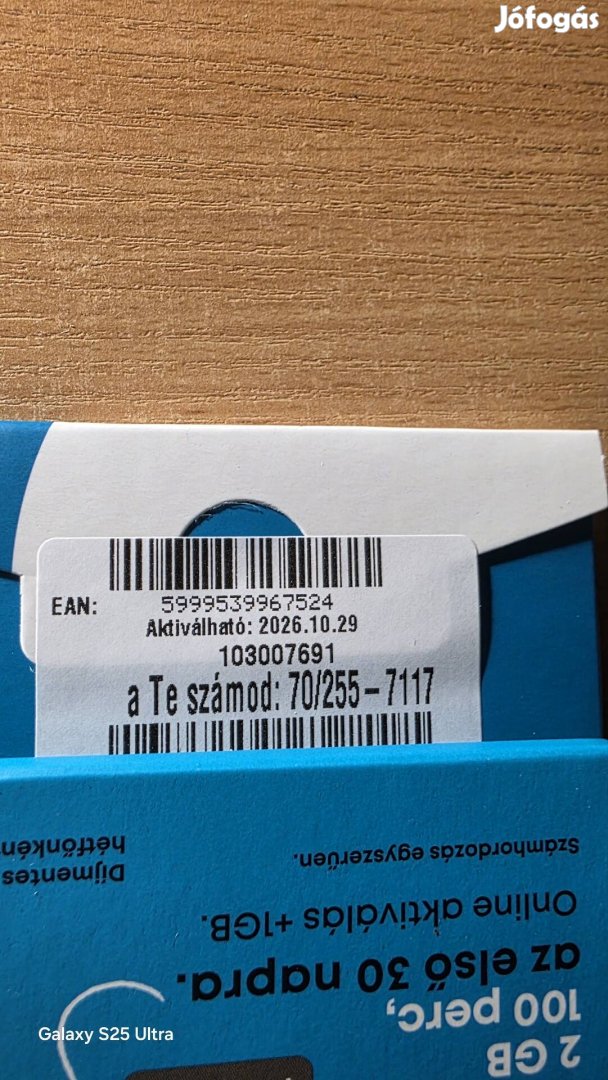 Jófogás
EAN:
5999539967524
Aktiválható: 2026.10.29
103007691
a Te számod: 70/255-7117
2 GB
100 perc,
az első 30 napra.
Online aktiválás +1GB.
Számhordozás egyszerűen.
Díjmentes
Galaxy S25 Ultra